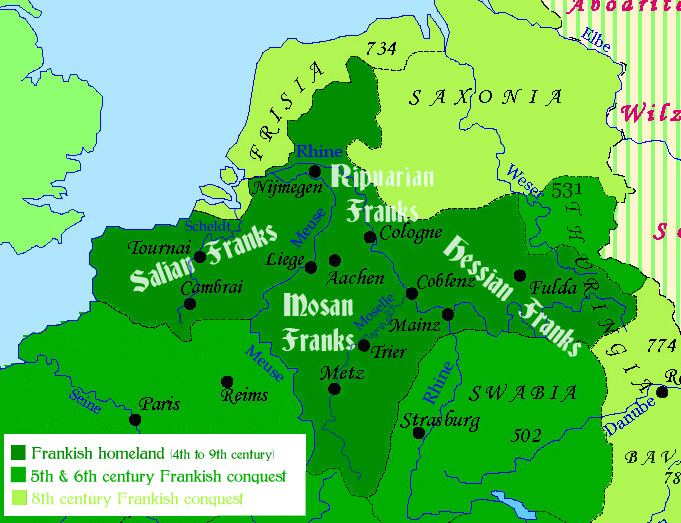 Abodrite
Elbe
734
FRISIA
SAXONIA
Wilz
Rhine
Nijmegen
Ripuarian
Franks
Weser
531
THURINGIA
Scheldt
Meuse
Cologne
Tournai
Salian Franks
Liege
Aachen
Hessian Franks
S
Cambrai
Coblenz
Fulda
Mosan
Franks
Moselle
Mainz
Trier
774
Meuse
Metz
Rhine
SWABIA
Reims
Seine
Paris
Re
Danube
Strasburg
502
BAV
78
Frankish homeland (4th to 9th century)
5th & 6th century Frankish conquest
8th century Frankish conquest